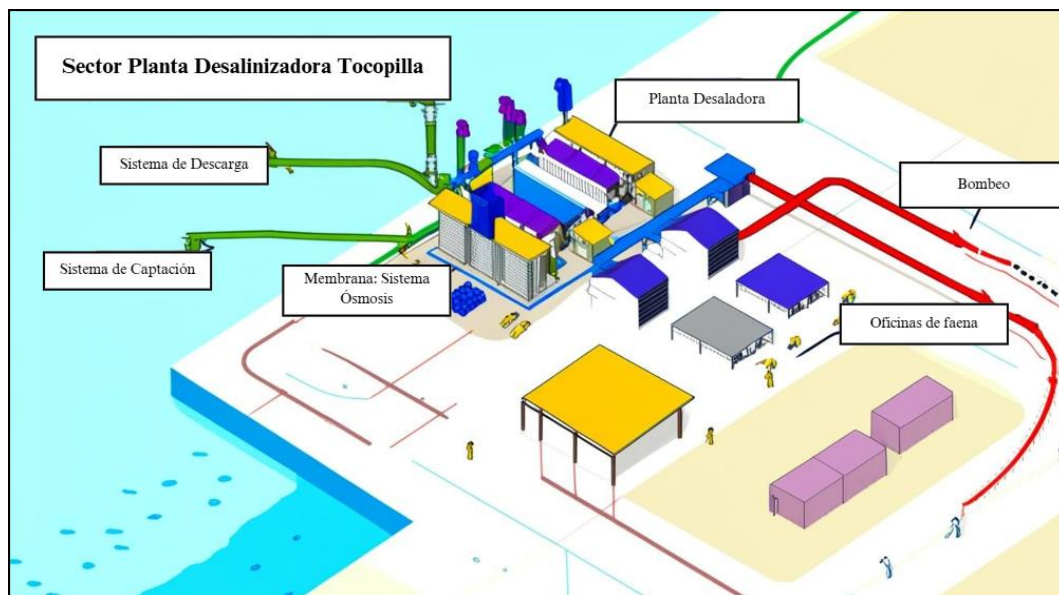 Sector Planta Desalinizadora Tocopilla
Planta Desaladora
Sistema de Descarga
Bombeo
Sistema de Captación
Membrana: Sistema
Ósmosis
Oficinas de faena